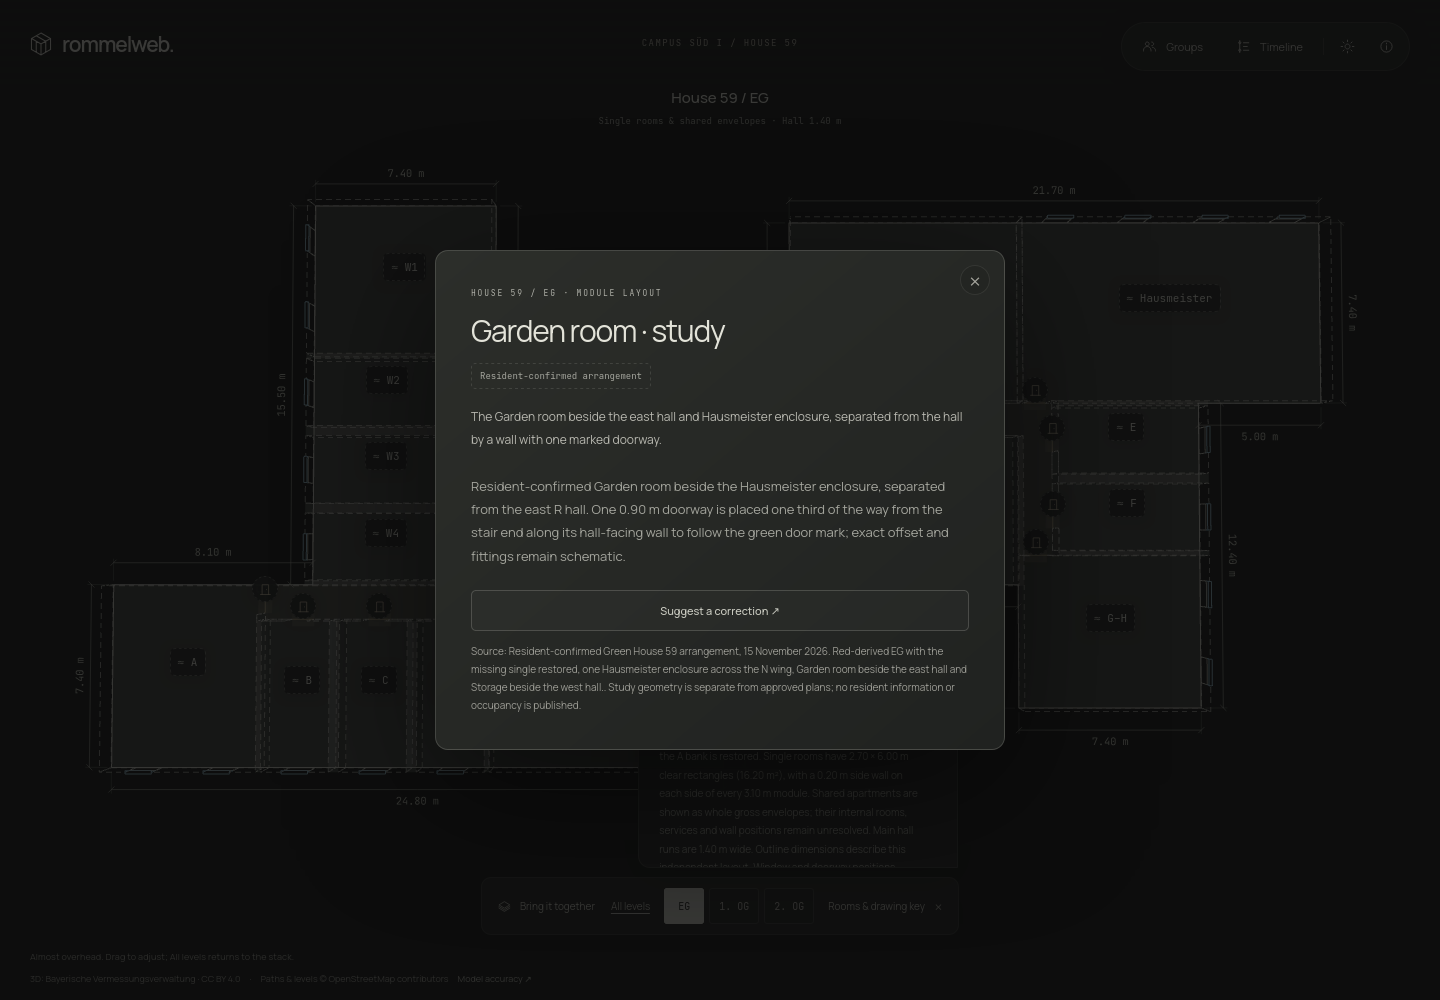 rommelweb.
CAMPUS SÜD I / HOUSE 59
Groups
Timeline
House 59 / EG
Single rooms & shared envelopes · Hall 1.40 m
7.40 m
21.70 m
≈ W1
≈ Hausmeister
7.40 m
15.50 m
≈ W2
≈ W3
≈ W4
≈ E
5.00 m
≈ F
12.40 m
≈ G–H
7.40 m
8.10 m
7.40 m
≈ A
≈ B
≈ C
24.80 m
HOUSE 59 / EG · MODULE LAYOUT
×
Garden room · study
Resident-confirmed arrangement
The Garden room beside the east hall and Hausmeister enclosure, separated from the hall
by a wall with one marked doorway.
Resident-confirmed Garden room beside the Hausmeister enclosure, separated
from the east R hall. One 0.90 m doorway is placed one third of the way from the
stair end along its hall-facing wall to follow the green door mark; exact offset and
fittings remain schematic.
Suggest a correction ↗
Source: Resident-confirmed Green House 59 arrangement, 15 November 2026. Red-derived EG with the
missing single restored, one Hausmeister enclosure across the N wing, Garden room beside the east hall and
Storage beside the west hall.. Study geometry is separate from approved plans; no resident information or
occupancy is published.
the A bank is restored. Single rooms have 2.70 × 6.00 m
clear rectangles (16.20 m²), with a 0.20 m side wall on
each side of every 3.10 m module. Shared apartments are
shown as whole gross envelopes; their internal rooms,
services and wall positions remain unresolved. Main hall
runs are 1.40 m wide. Outline dimensions describe this
Bring it together
All levels
EG
1. OG
2. OG
Rooms & drawing key ×
Almost overhead. Drag to adjust. All levels returns to the stack.
3D: Bayerische Vermessungsverwaltung · CC BY 4.0
Paths & levels © OpenStreetMap contributors
Model accuracy ↗